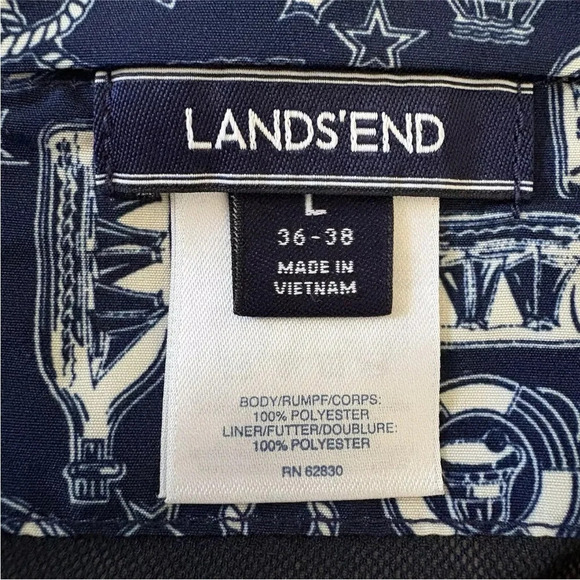 LANDS'END
L
36-38
MADE IN
VIETNAM
BODY/RUMPF/CORPS:
100% POLYESTER
LINER/FUTTER/DOUBLURE:
100% POLYESTER
RN 62830